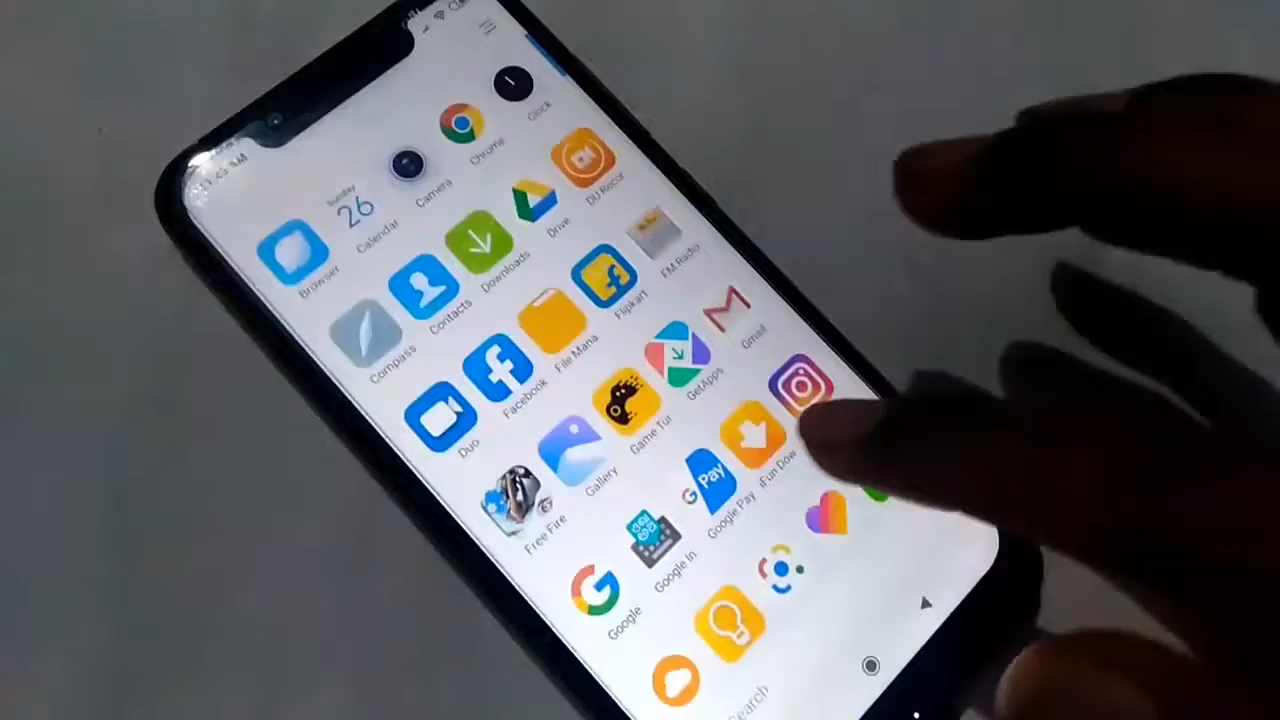 Sunday
26
Browser
Calendar
Camera
Chrome
Clock
Compass
Contacts
Downloads
Drive
DU Recor
Duo
Facebook
File Mana
Flipkart
FM Radio
Free Fire
Gallery
Game Tur
GetApps
Gmail
Google
Google In.
Pay
Google Pay
iFun Dow
Search